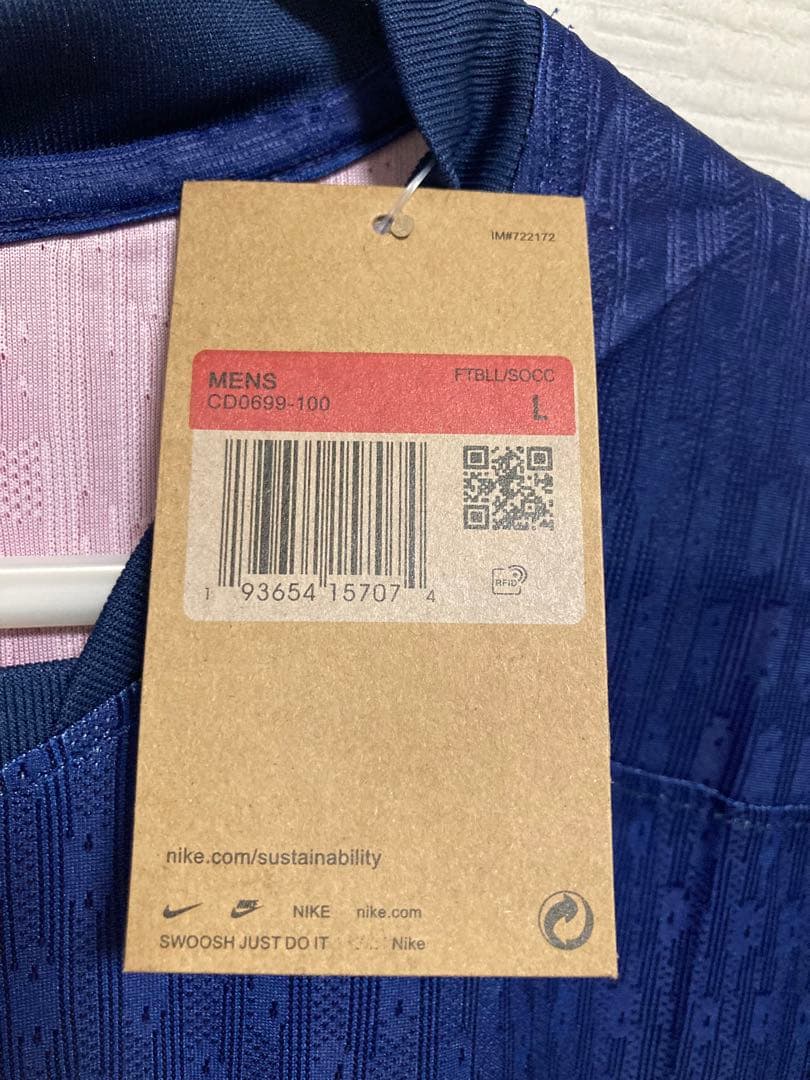 IM#722172
MENS
FTBLL/SOCC
CD0699-100
L
1 93654 15707 4
RFID
nike.com/sustainability
NIKE nike.com
SWOOSH JUST DO IT Nike